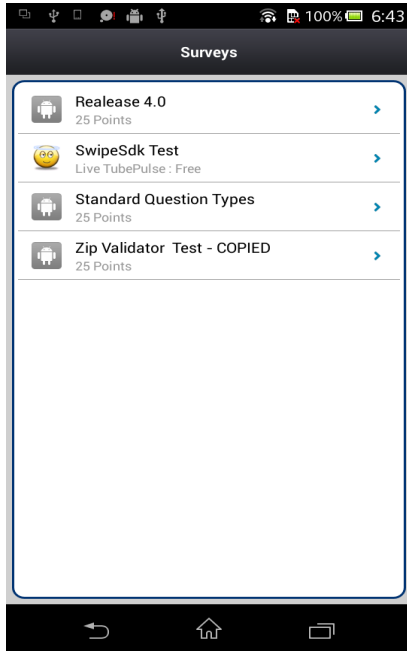 100% 6:43
Surveys
Realease 4.0
25 Points
SwipeSdk Test
Live TubePulse : Free
Standard Question Types
25 Points
Zip Validator  Test - COPIED
25 Points